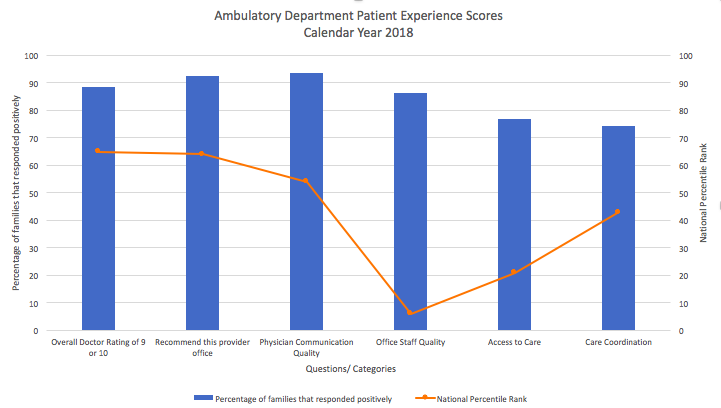 Ambulatory Department Patient Experience Scores
Calendar Year 2018
Percentage of families that responded positively
100
90
80
70
60
50
40
30
20
10
0
100
90
80
70
60
50
40
30
20
10
0
National Percentile Rank
Overall Doctor Rating of 9
or 10
Recommend this provider
office
Physician Communication
Quality
Office Staff Quality
Access to Care
Care Coordination
Questions/ Categories
Percentage of families that responded positively
National Percentile Rank